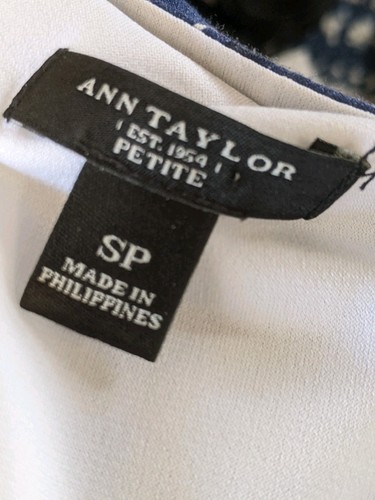 ANN TAYLOR
EST. 1954
PETITE
SP
MADE IN
PHILIPPINES